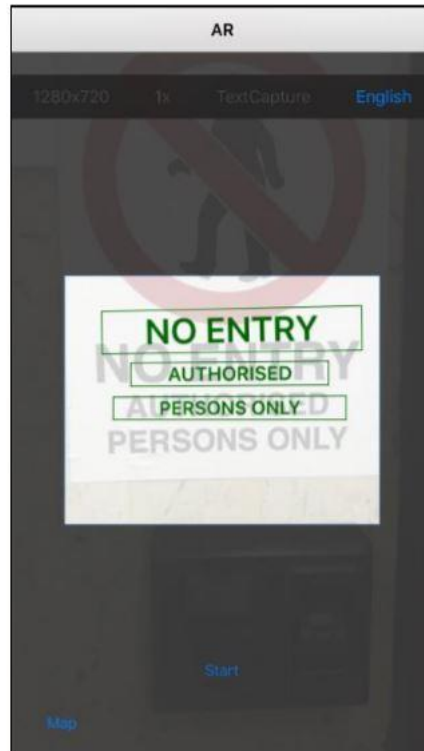 AR
1280x720 1x TextCapture English
NO ENTRY
NO ENTRY
AUTHORISED
AUTHORISED
PERSONS ONLY
PERSONS ONLY
Start
Map